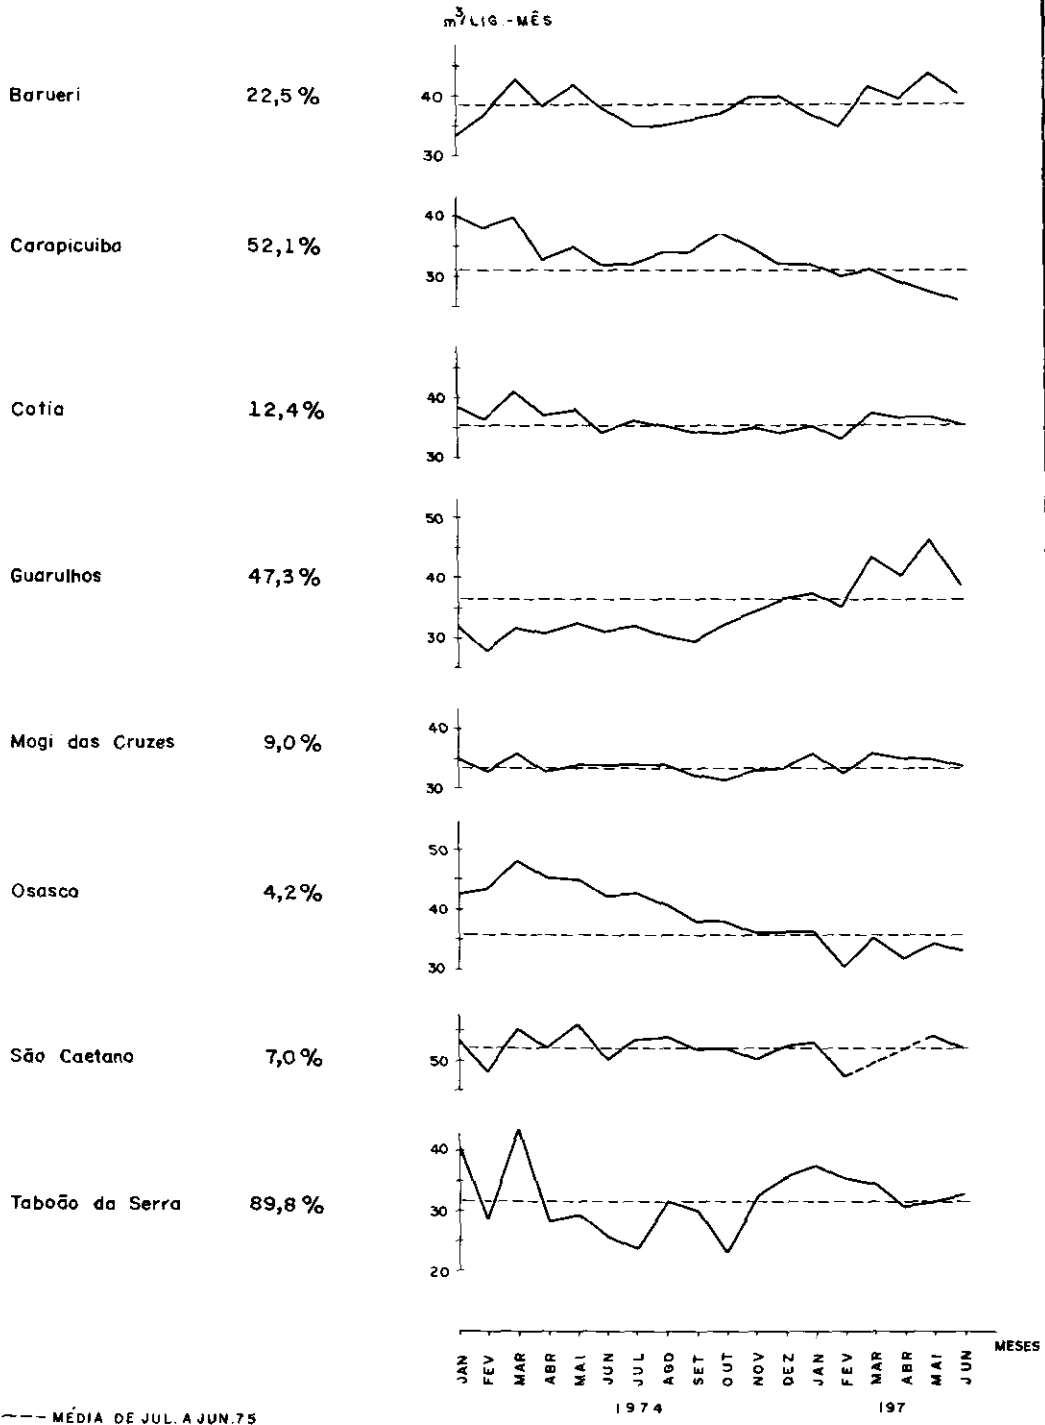 m³/LIG.-MÊS
Barueri 22,5% 40 30
Carapicuiba 52,1% 40 30
Cotia 12,4% 40 30
Guarulhos 47,3% 50 40 30
Mogi das Cruzes 9,0% 40 30
Osasco 4,2% 50 40 30
São Caetano 7,0% 50
Taboão da Serra 89,8% 40 30 20
JAN FEV MAR ABR MAI JUN JUL AGO SET OUT NOV DEZ JAN FEV MAR ABR MAI JUN MESES
1974 197
---- MÉDIA DE JUL. A JUN.75